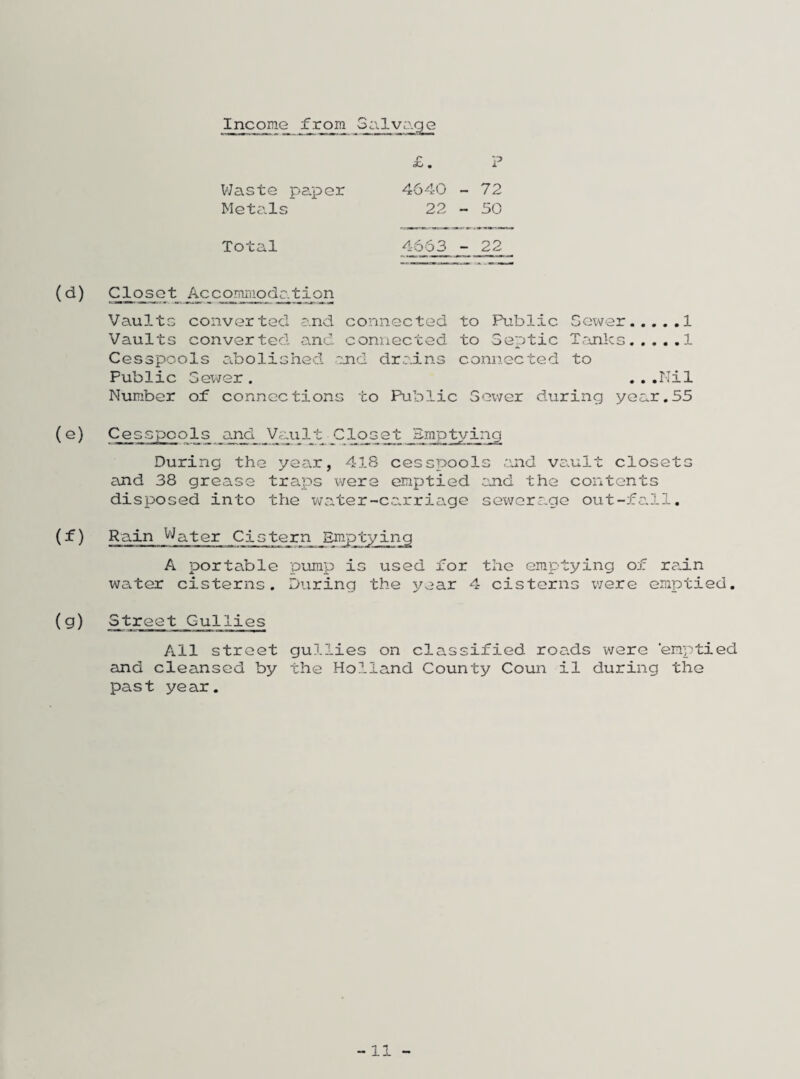 Income from Salvage
£. P
Waste paper 4640 - 72
Metals 22 - 50
Total 4663 - 22
(d) Closet Accommodation
Vaults converted and connected to Public Sewer.....1
Vaults converted and connected to Septic Tanks.....1
Cesspools abolished and drains connected to
Public Sewer. ...Nil
Number of connections to Public Sewer during year.55
(e) Cesspools and Vault Closet Emptying
During the year, 418 cesspools and vault closets
and 38 grease traps were emptied and the contents
disposed into the water-carriage sewerage out-fall.
(f) Rain Water Cistern Emptying
A portable pump is used for the emptying of rain
water cisterns. During the year 4 cisterns were emptied.
(g) Street Gullies
All street gullies on classified roads were 'emptied
and cleansed by the Holland County Coun il during the
past year.
- 11 -